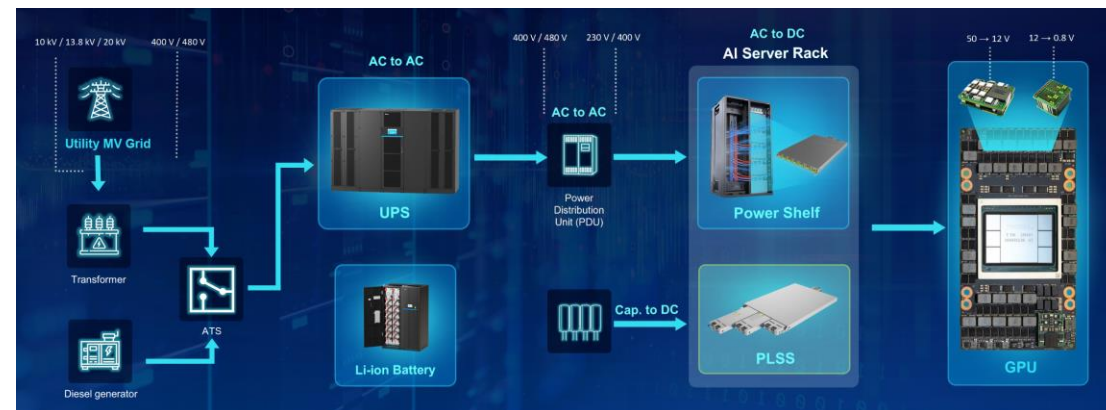 10 kV / 13.8 kV / 20 kV
400 V / 480 V
Utility MV Grid
Transformer
Diesel generator
ATS
AC to AC
UPS
Li-ion Battery
400 V / 480 V
230 V / 400 V
AC to AC
Power
Distribution
Unit (PDU)
Cap. to DC
AC to DC
AI Server Rack
Power Shelf
PLSS
50 → 12 V
12 → 0.8 V
GPU